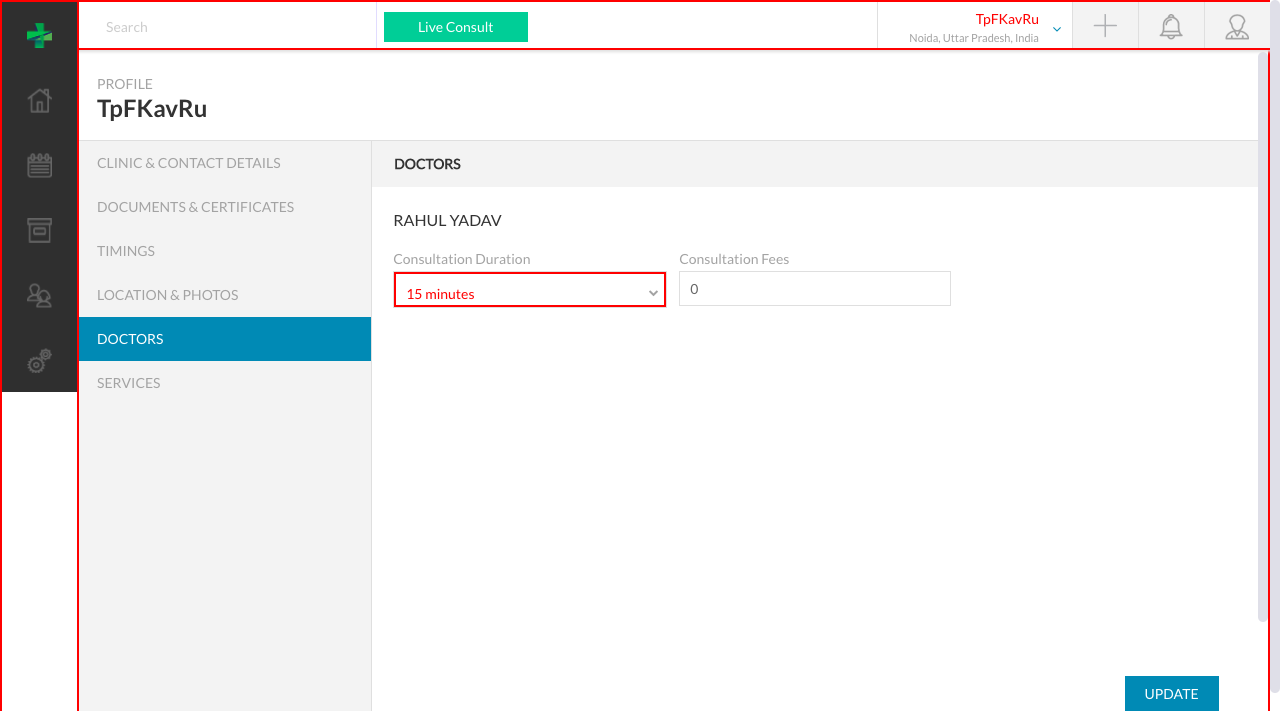 Search
Live Consult
TpFKavRu
Noida, Uttar Pradesh, India
PROFILE
TpFKavRu
CLINIC & CONTACT DETAILS
DOCUMENTS & CERTIFICATES
TIMINGS
LOCATION & PHOTOS
DOCTORS
SERVICES
DOCTORS
RAHUL YADAV
Consultation Duration
Consultation Fees
15 minutes
0
UPDATE